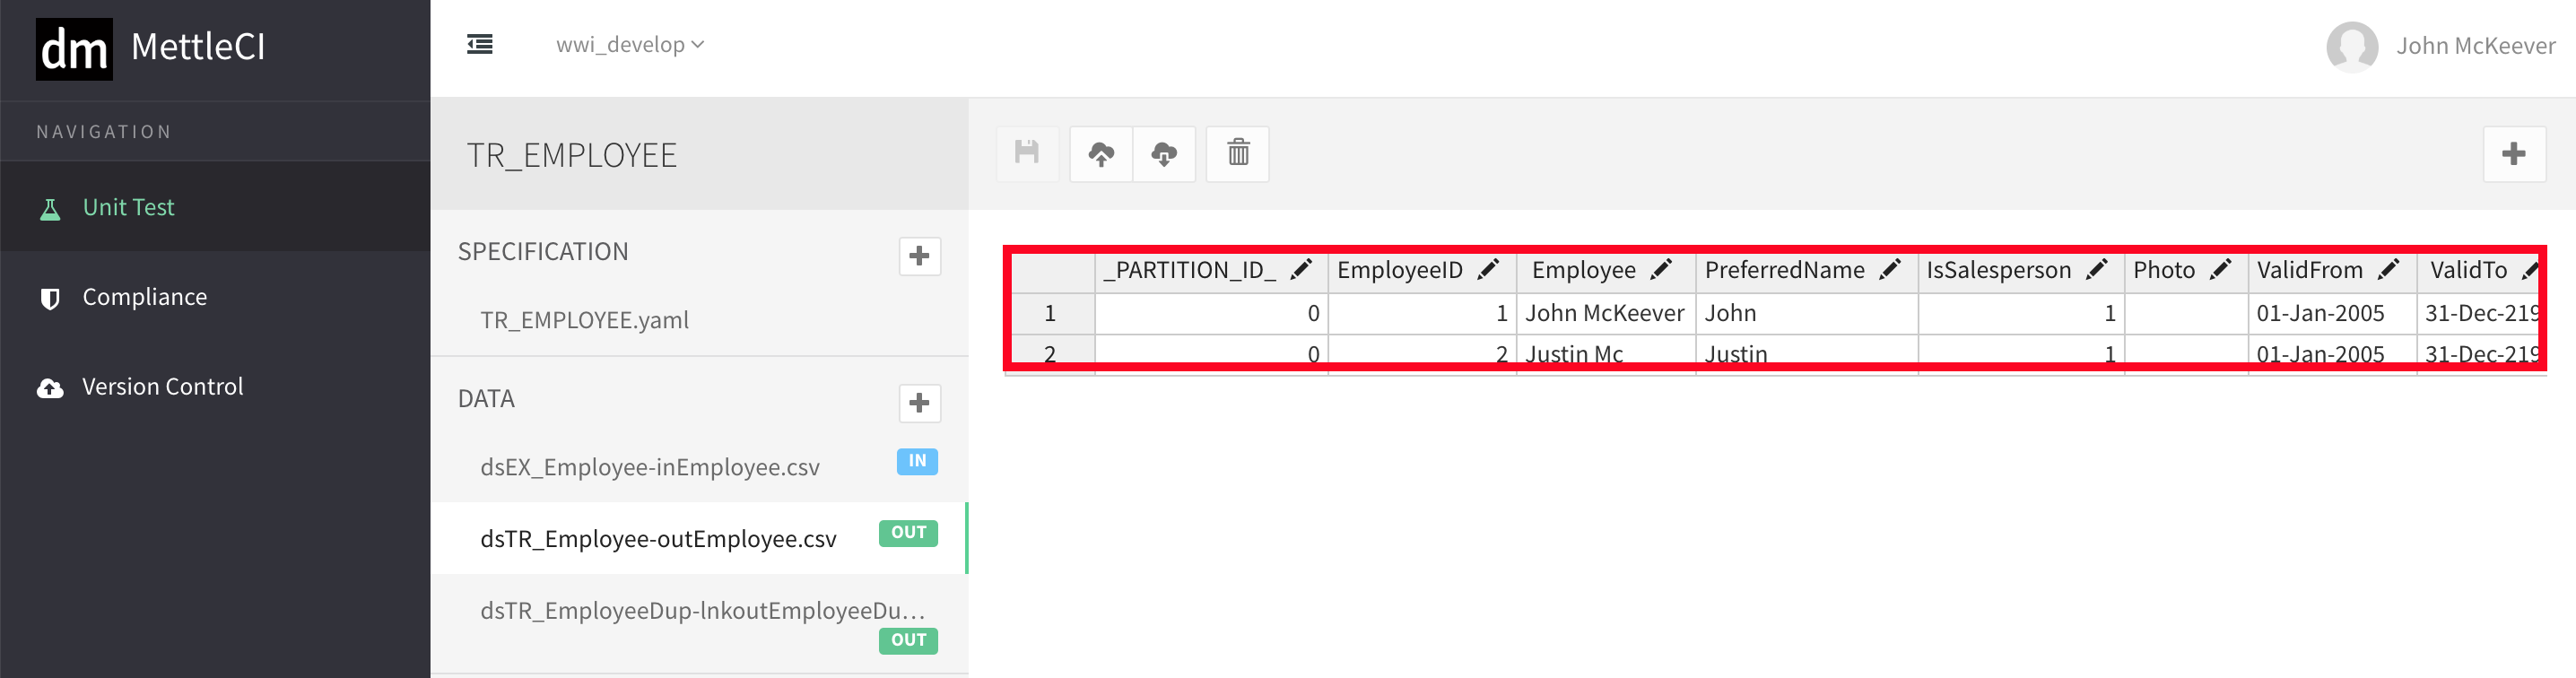 dm MettleCI
NAVIGATION
Unit Test
Compliance
Version Control
wwi_develop
John McKeever
TR_EMPLOYEE
SPECIFICATION
TR_EMPLOYEE.yaml
DATA
dsEX_Employee-inEmployee.csv IN
dsTR_Employee-outEmployee.csv OUT
dsTR_EmployeeDup-lnkoutEmployeeDu...
OUT
_PARTITION_ID_ EmployeeID Employee PreferredName IsSalesperson Photo ValidFrom ValidTo
1 0 1 John McKeever John 1 01-Jan-2005 31-Dec-219
2 0 2 Justin Mc Justin 1 01-Jan-2005 31-Dec-219